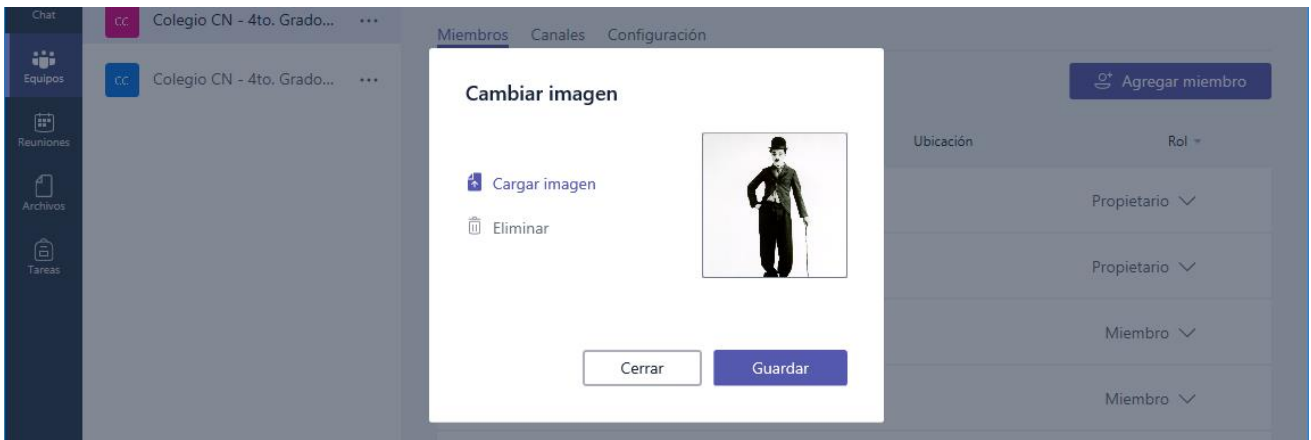 Chat
Equipos
Reuniones
Archivos
Tareas
CC Colegio CN - 4to. Grado... ...
CC Colegio CN - 4to. Grado... ...
Miembros Canales Configuración
Agregar miembro
Ubicación Rol
Propietario
Propietario
Miembro
Miembro
Cambiar imagen
Cargar imagen
Eliminar
Cerrar Guardar